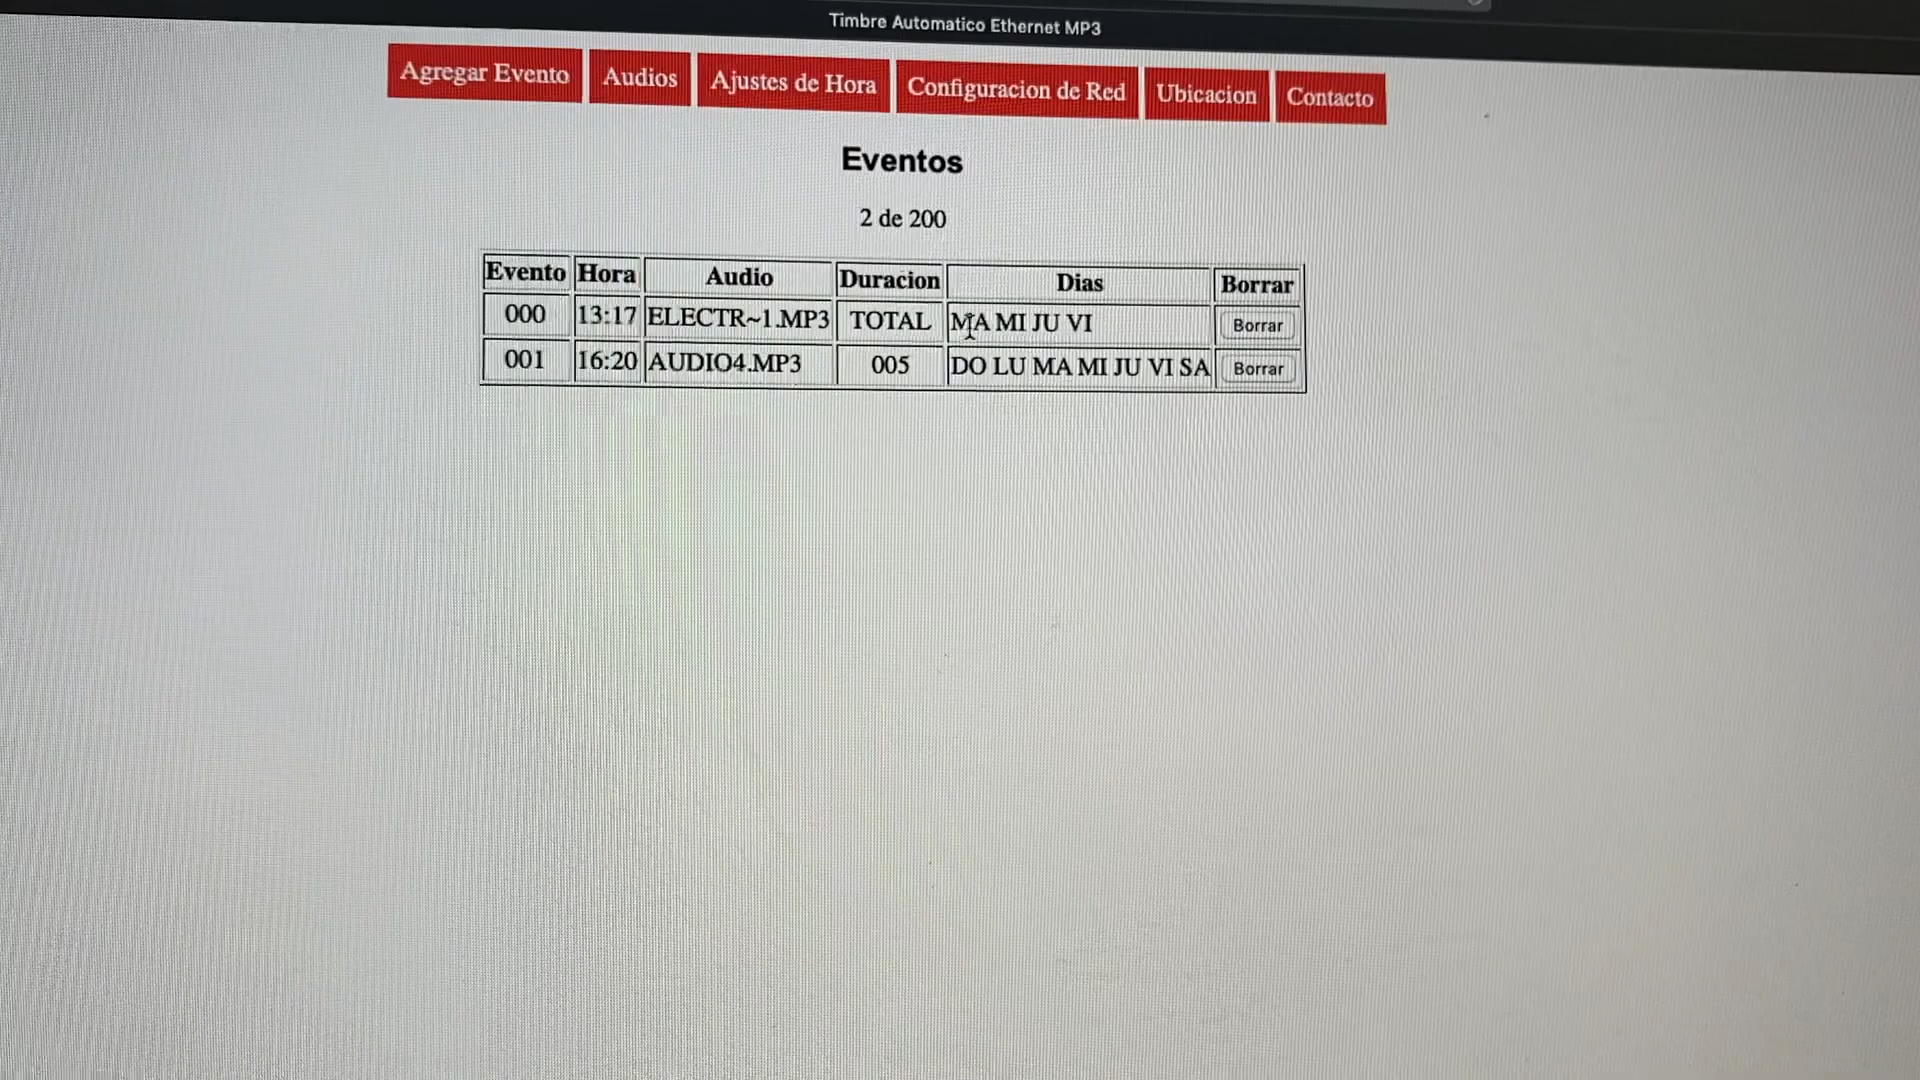 Timbre Automatico Ethernet MP3
Agregar Evento Audios Ajustes de Hora Configuracion de Red Ubicacion Contacto
Eventos
2 de 200
Evento Hora Audio Duracion Dias Borrar
000 13:17 ELECTR~1.MP3 TOTAL MA MI JU VI Borrar
001 16:20 AUDIO4.MP3 005 DO LU MA MI JU VI SA Borrar